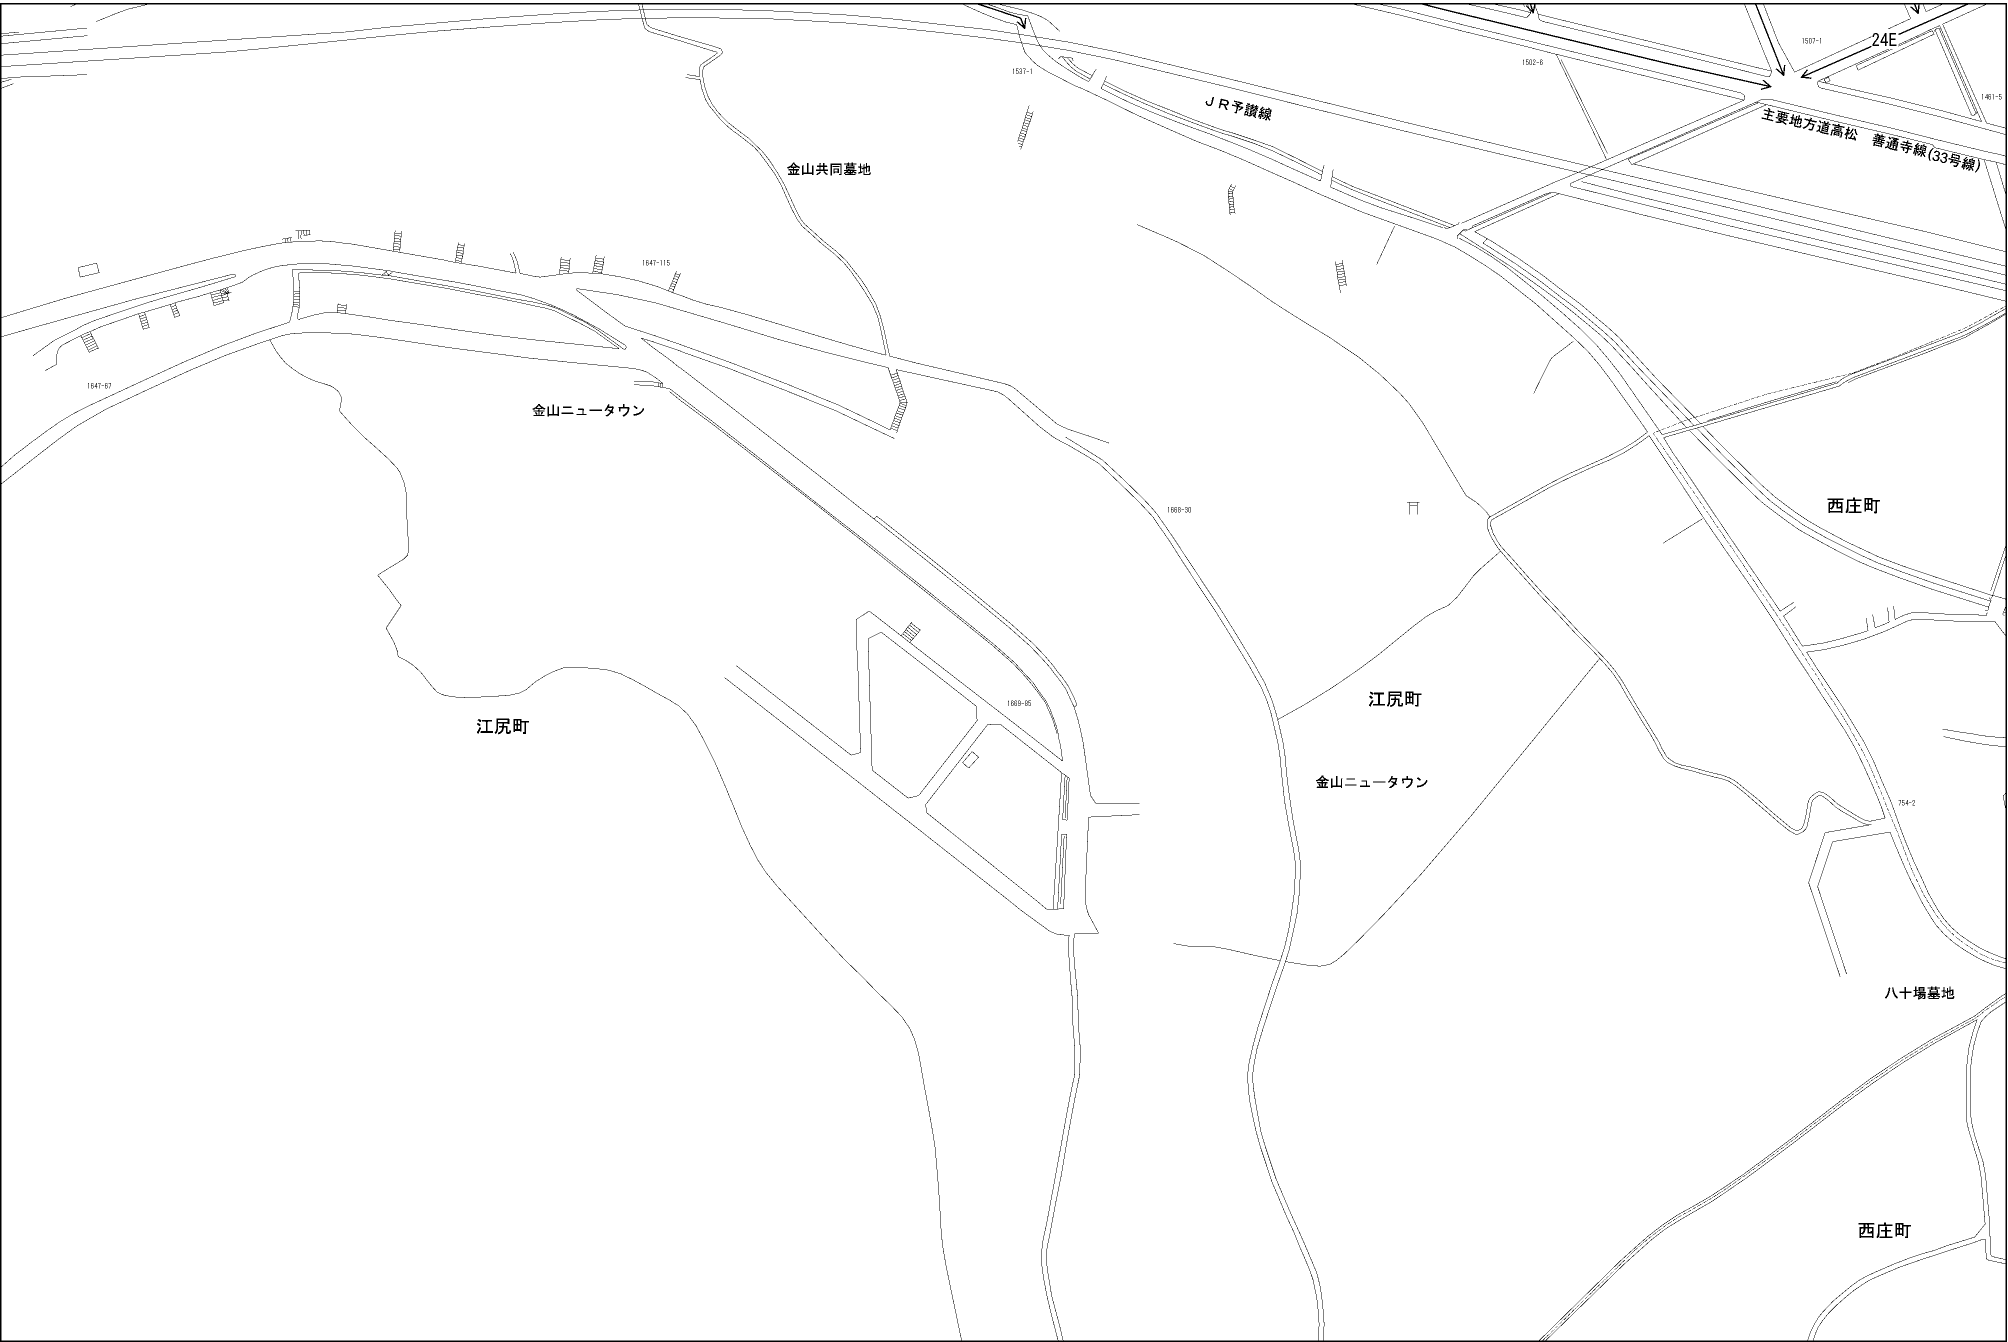 24E
1507-1
1502-6
1537-1
1461-5
ＪＲ予讃線
主要地方道高松　善通寺線(33号線)
金山共同墓地
1647-115
1647-67
金山ニュータウン
西庄町
1668-30
江尻町
1669-85
江尻町
金山ニュータウン
754-2
八十場墓地
西庄町